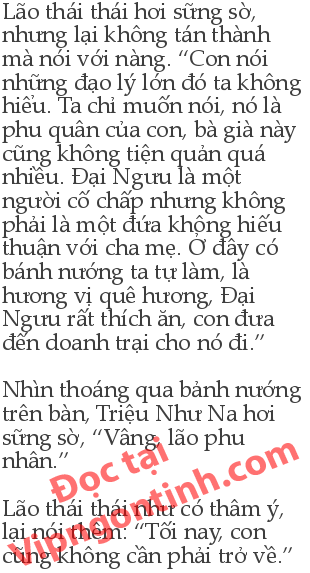 Lão thái thái hơi sững sờ,
nhưng lại không tán thành
mà nói với nàng. “Con nói
những đạo lý lớn đó ta không
hiểu. Ta chỉ muốn nói, nó là
phu quân của con, bà già này
cũng không tiện quản quá
nhiều. Đại Ngưu là một
người cố chấp nhưng không
phải là một đứa không hiếu
thuận với cha mẹ. Ở đây có
bánh nướng ta tự làm, là
hương vị quê hương, Đại
Ngưu rất thích ăn, con đưa
đến doanh trại cho nó đi.”
Nhìn thoáng qua bánh nướng
trên bàn, Triệu Như Na hơi
sững sờ, “Vâng, lão phu
nhân.”
Đọc tại
Vipngontinh.com
Lão thái thái như có thâm ý,
lại nói thêm: “Tối nay, con
cũng không cần phải trở về.”